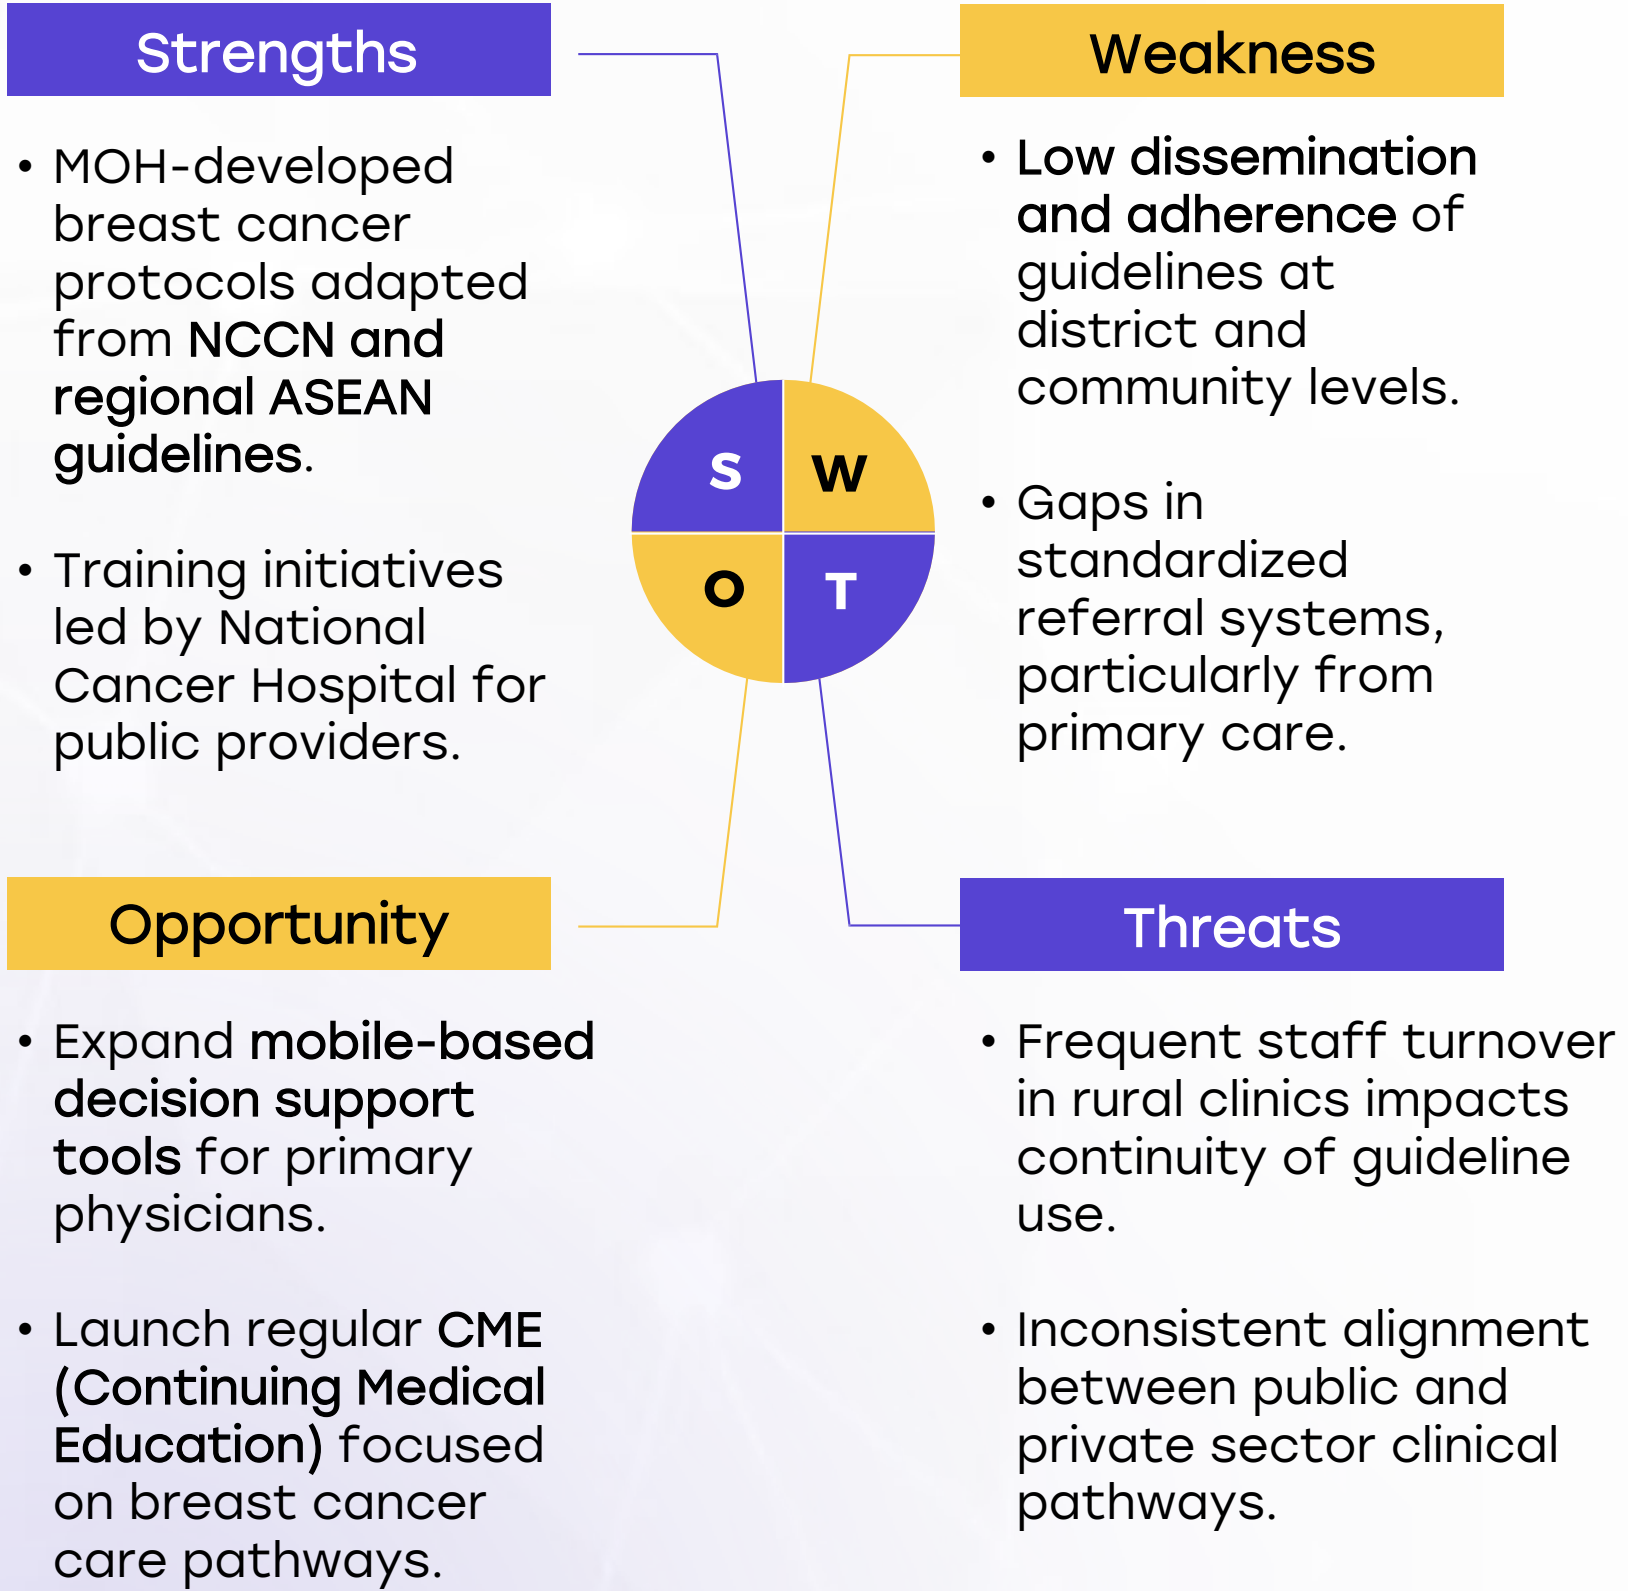 Strengths
• MOH-developed
breast cancer
protocols adapted
from NCCN and
regional ASEAN
guidelines.
• Training initiatives
led by National
Cancer Hospital for
public providers.
Weakness
• Low dissemination
and adherence of
guidelines at
district and
community levels.
• Gaps in
standardized
referral systems,
particularly from
primary care.
S
W
O
T
Opportunity
• Expand mobile-based
decision support
tools for primary
physicians.
• Launch regular CME
(Continuing Medical
Education) focused
on breast cancer
care pathways.
Threats
• Frequent staff turnover
in rural clinics impacts
continuity of guideline
use.
• Inconsistent alignment
between public and
private sector clinical
pathways.